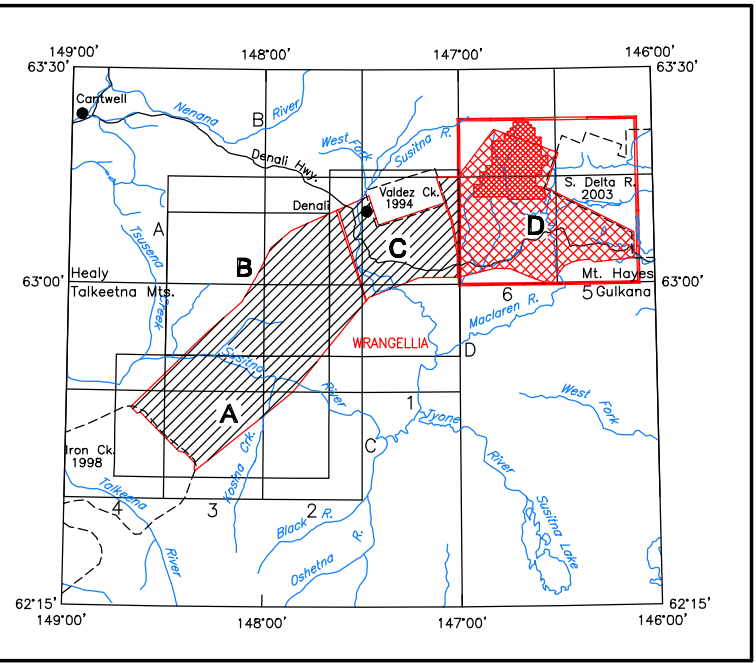 149°00' 148°00' 147°00' 146°00'
63°30' 63°30'
Cantwell
Nenana River
B
West Fork
Susitna R.
Denali Hwy.
Valdez Ck.
1994
S. Delta R.
2003
Denali
A
Tsusena Creek
B
C
D
63°00' 63°00'
Healy
Talkeetna Mts.
Mt. Hayes
Gulkana
6 5
Maclaren R.
WRANGELLIA
D
Susitna River
1
West Fork
A
Tyone River
C
Iron Ck.
1998
Kosina Crk.
Talkeetna River
4 3 2
Black R.
Susitna Lake
Oshetna R.
62°15' 62°15'
149°00' 148°00' 147°00' 146°00'